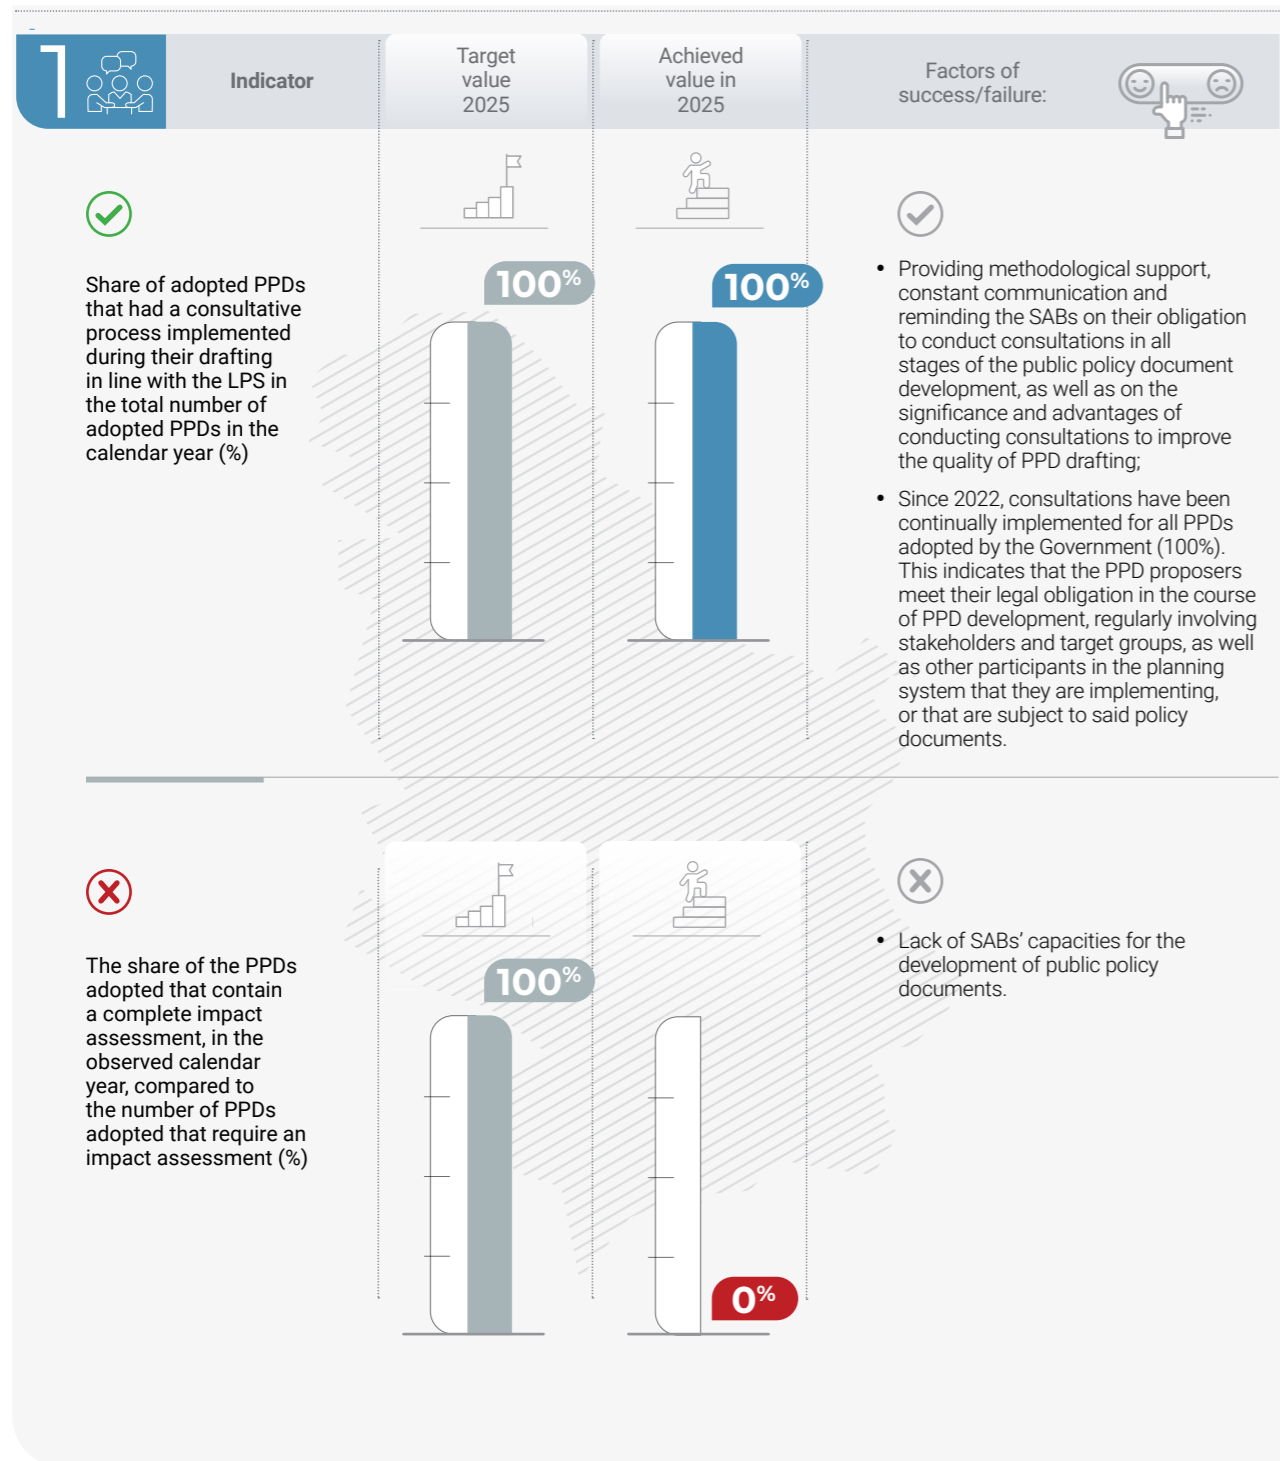 1
Indicator
Target
value
2025
Achieved
value in
2025
Factors of
success/failure:
Share of adopted PPDs
that had a consultative
process implemented
during their drafting
in line with the LPS in
the total number of
adopted PPDs in the
calendar year (%)
100%
100%
• Providing methodological support,
constant communication and
reminding the SABs on their obligation
to conduct consultations in all
stages of the public policy document
development, as well as on the
significance and advantages of
conducting consultations to improve
the quality of PPD drafting;
• Since 2022, consultations have been
continually implemented for all PPDs
adopted by the Government (100%).
This indicates that the PPD proposers
meet their legal obligation in the course
of PPD development, regularly involving
stakeholders and target groups, as well
as other participants in the planning
system that they are implementing,
or that are subject to said policy
documents.
The share of the PPDs
adopted that contain
a complete impact
assessment, in the
observed calendar
year, compared to
the number of PPDs
adopted that require an
impact assessment (%)
100%
0%
• Lack of SABs’ capacities for the
development of public policy
documents.